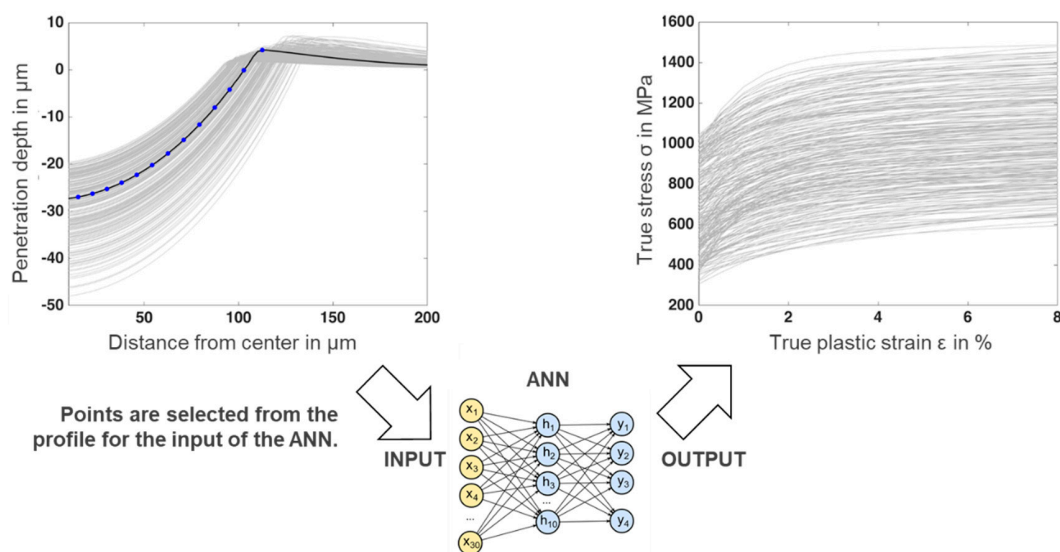 10
0
-10
-20
-30
-40
-50
50
100
150
200
Penetration depth in µm
Distance from center in µm
1600
1400
1200
1000
800
600
400
200
0
2
4
6
8
True stress σ in MPa
True plastic strain ε in %
Points are selected from the
profile for the input of the ANN.
INPUT
ANN
x1
x2
x3
x4
...
x30
h1
h2
h3
...
h10
y1
y2
y3
y4
OUTPUT